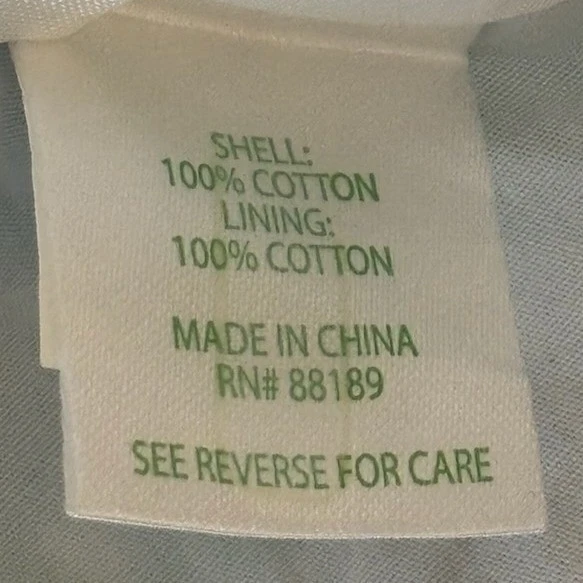 SHELL:
100% COTTON
LINING:
100% COTTON
MADE IN CHINA
RN# 88189
SEE REVERSE FOR CARE